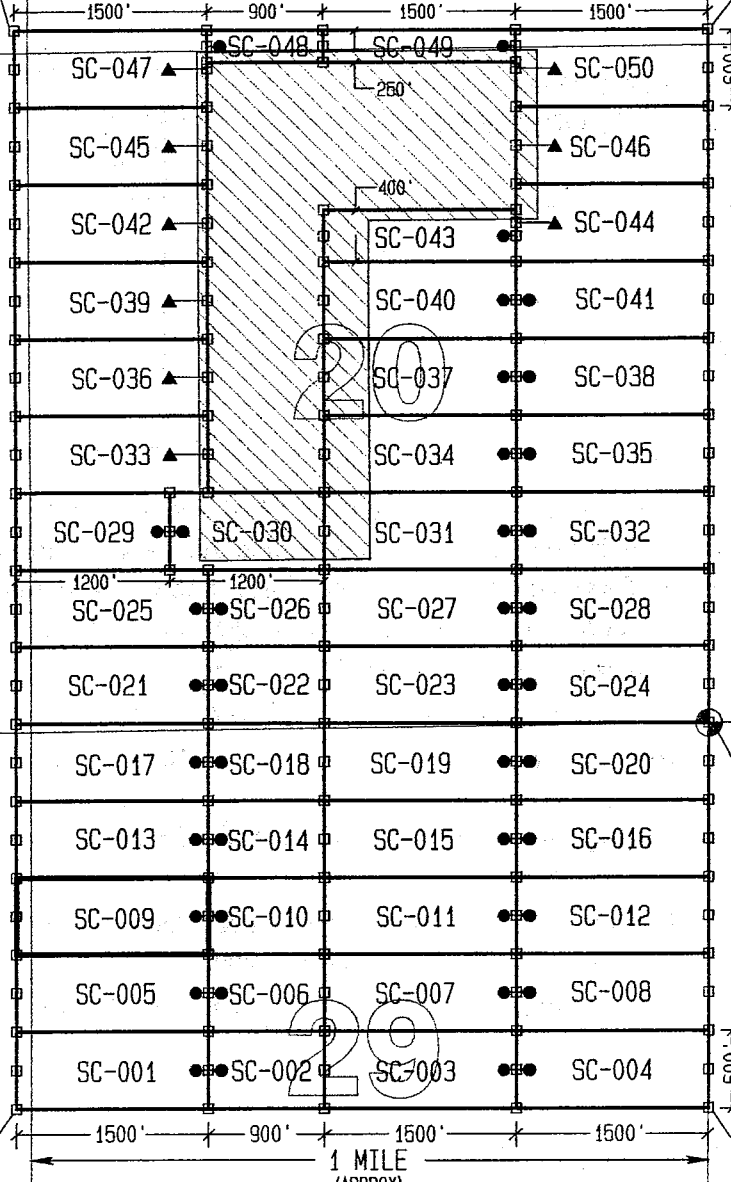 1500' 900' 1500' 1500'
SC-048 SC-049
SC-047 SC-050
250'
SC-045 SC-046
400'
SC-042 SC-043 SC-044
SC-039 SC-040 SC-041
20
SC-036 SC-037 SC-038
SC-033 SC-034 SC-035
SC-029 SC-030 SC-031 SC-032
1200' 1200'
SC-025 SC-026 SC-027 SC-028
SC-021 SC-022 SC-023 SC-024
SC-017 SC-018 SC-019 SC-020
SC-013 SC-014 SC-015 SC-016
SC-009 SC-010 SC-011 SC-012
SC-005 SC-006 SC-007 SC-008
29
SC-001 SC-002 SC-003 SC-004
1500' 900' 1500' 1500'
1 MILE
(APPROX)